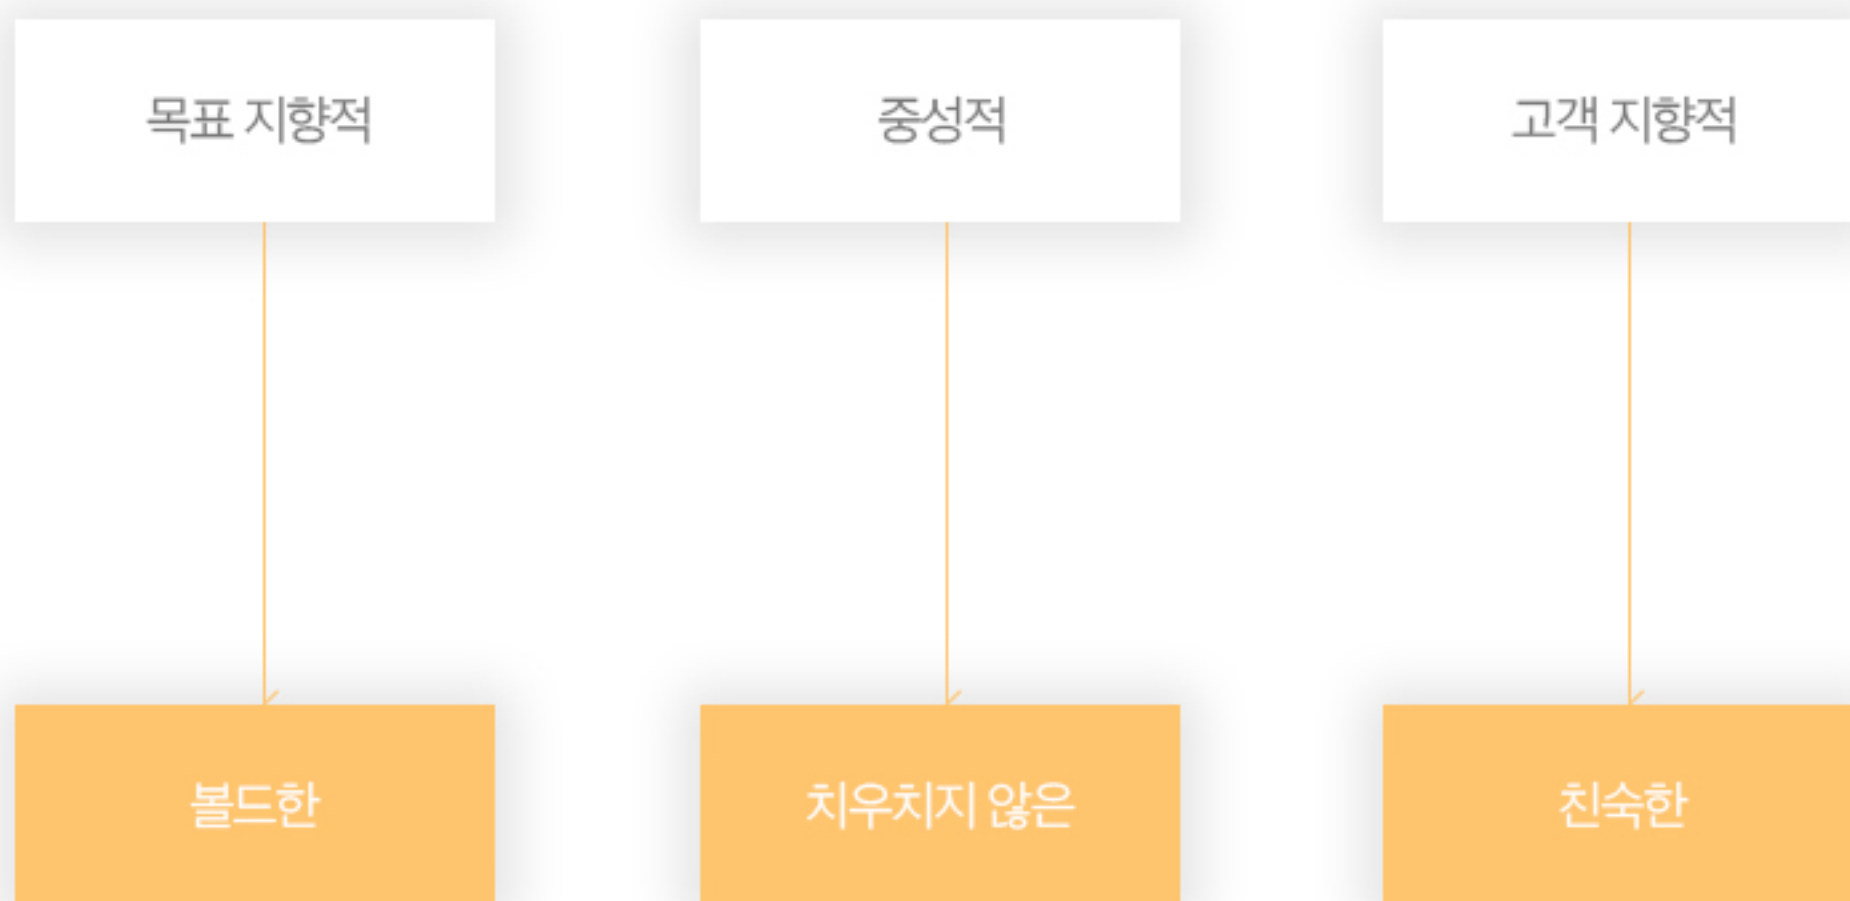 목표 지향적
중성적
고객 지향적
볼드한
치우치지 않은
친숙한